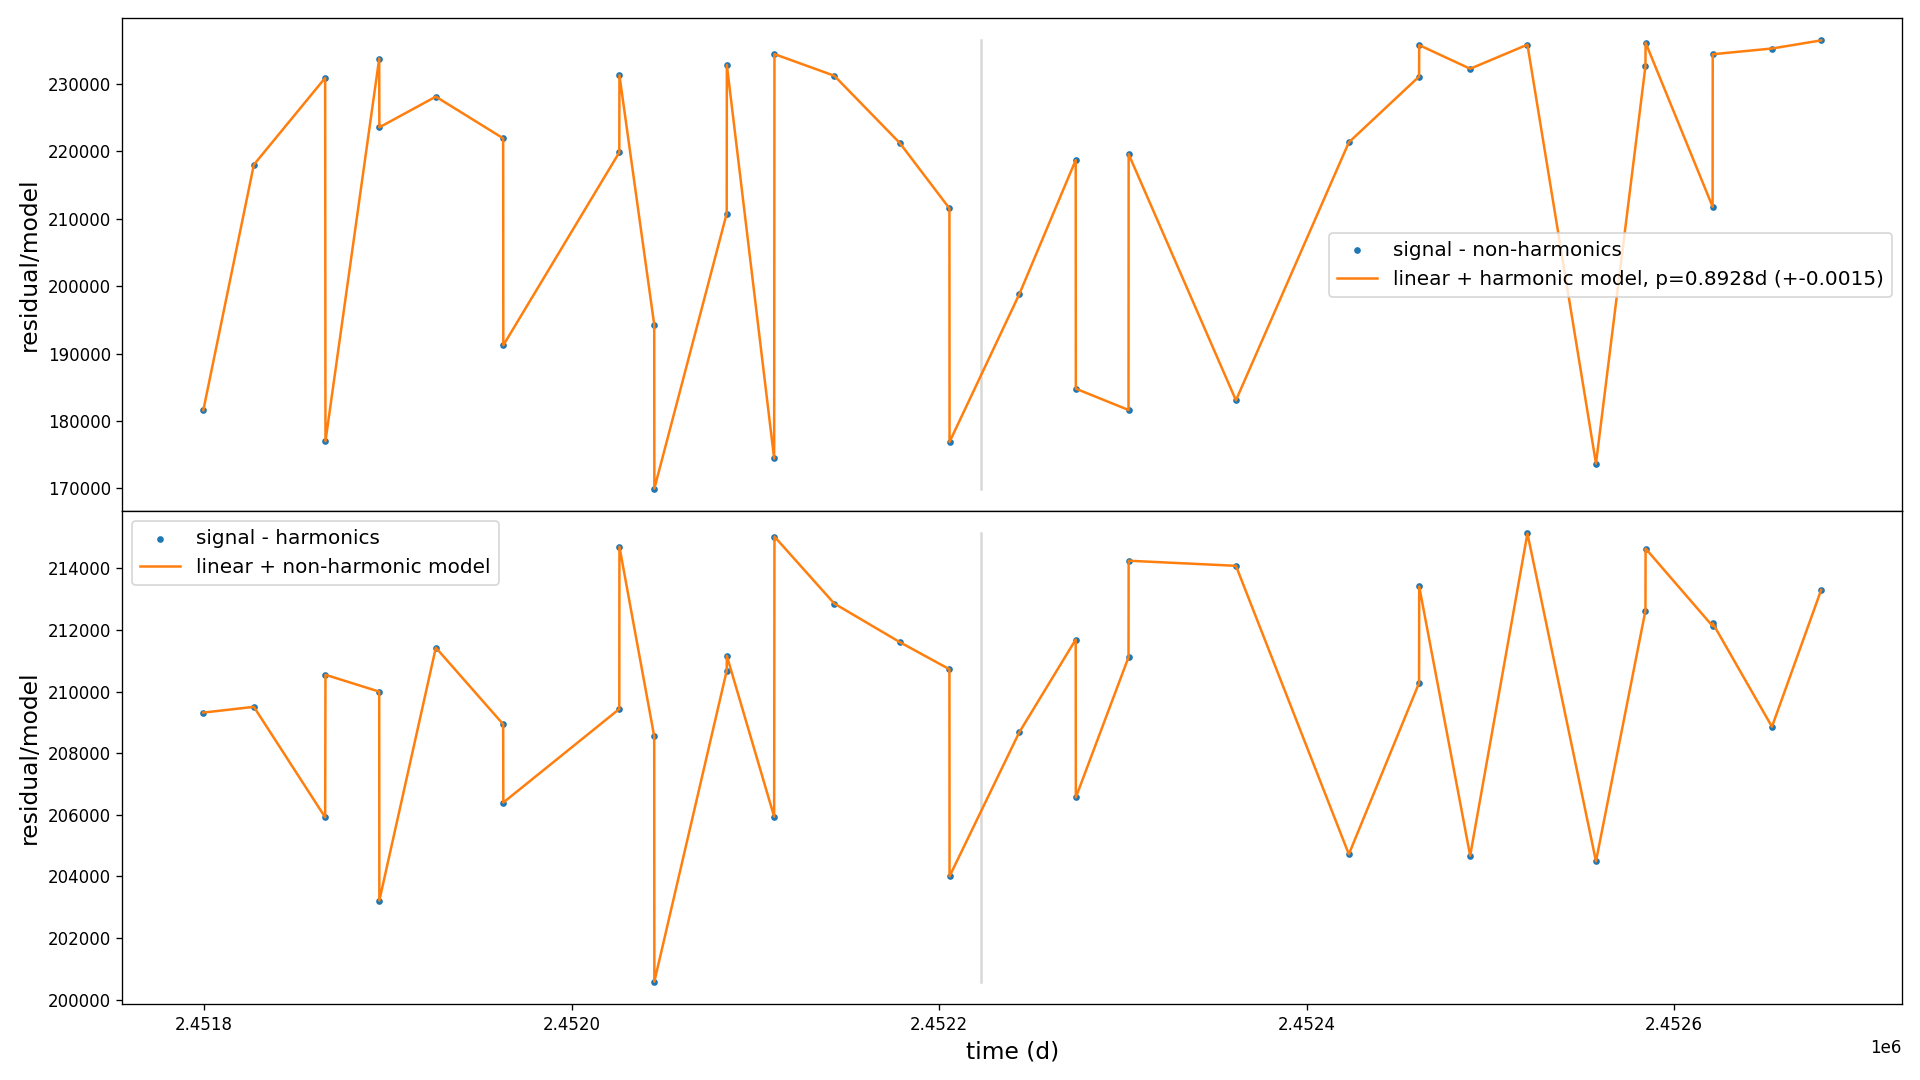 residual/model
230000
220000
210000
200000
190000
180000
170000
signal - non-harmonics
linear + harmonic model, p=0.8928d (+-0.0015)
residual/model
214000
212000
210000
208000
206000
204000
202000
200000
signal - harmonics
linear + non-harmonic model
2.4518 2.4520 2.4522 2.4524 2.4526
time (d)
1e6